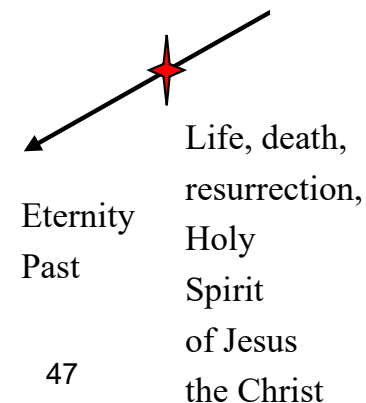 Eternity
Past
Life, death,
resurrection,
Holy
Spirit
of Jesus
the Christ
47